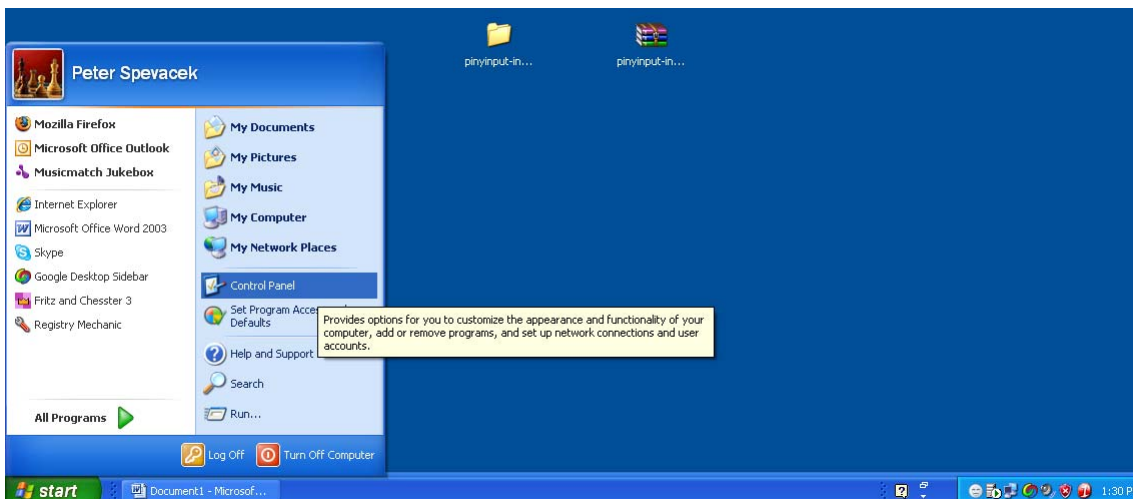 pinyinput-in...
pinyinput-in...
Peter Spevacek
Mozilla Firefox
Microsoft Office Outlook
Musicmatch Jukebox
Internet Explorer
Microsoft Office Word 2003
Skype
Google Desktop Sidebar
Fritz and Chesster 3
Registry Mechanic
All Programs
My Documents
My Pictures
My Music
My Computer
My Network Places
Control Panel
Set Program Acces
Defaults
Provides options for you to customize the appearance and functionality of your
computer, add or remove programs, and set up network connections and user
accounts.
Help and Support
Search
Run...
Log Off
Turn Off Computer
start
Document1 - Microsof...
1:30 P